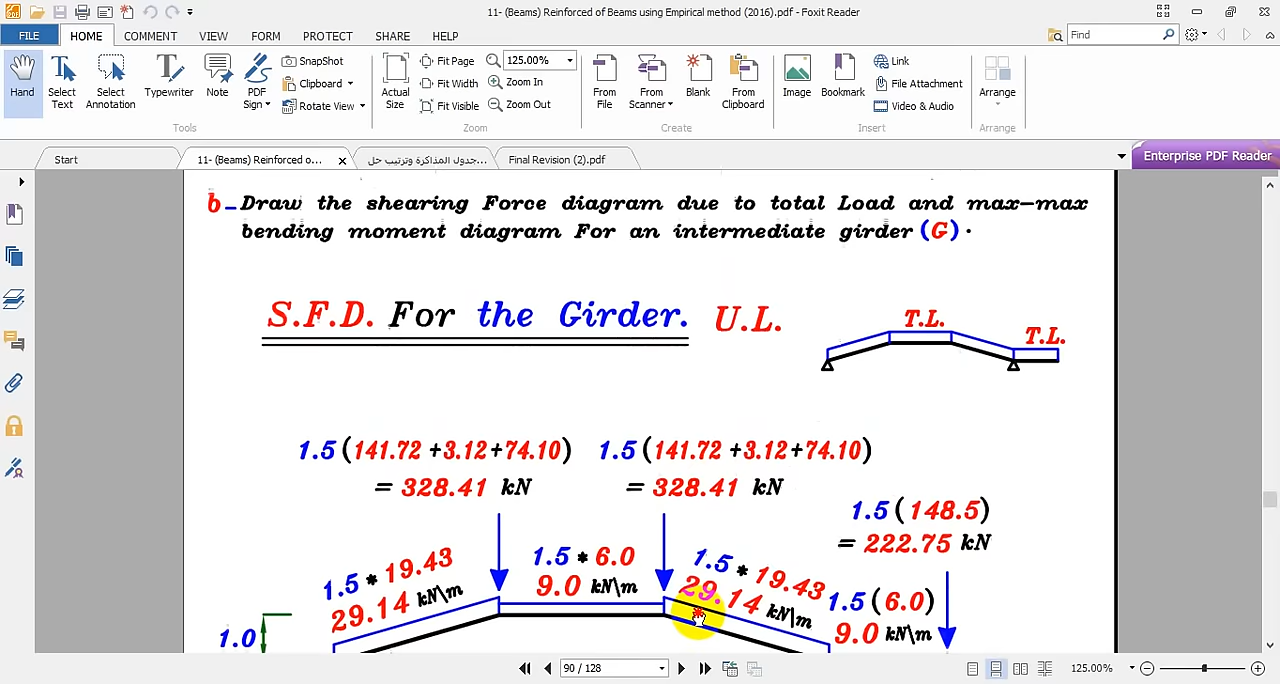 11- (Beams) Reinforced of Beams using Empirical method (2016).pdf - Foxit Reader
FILE HOME COMMENT VIEW FORM PROTECT SHARE HELP Find
Hand
Select Text
Select Annotation
Typewriter
Note
PDF Sign
SnapShot
Clipboard
Rotate View
Tools
Actual Size
Fit Page
Fit Width
Fit Visible
125.00%
Zoom In
Zoom Out
Zoom
From File
From Scanner
Blank
From Clipboard
Create
Image
Bookmark
Link
File Attachment
Video & Audio
Insert
Arrange
Arrange
Start
11- (Beams) Reinforced o...
جدول المذاكرة وترتيب حل...
Final Revision (2).pdf
Enterprise PDF Reader
b- Draw the shearing Force diagram due to total Load and max-max
bending moment diagram For an intermediate girder (G).
S.F.D. For the Girder. U.L.
T.L.
T.L.
1.5 (141.72 +3.12+74.10)
= 328.41 kN
1.5 (141.72 +3.12+74.10)
= 328.41 kN
1.5 (148.5)
= 222.75 kN
1.5 * 19.43
29.14 kN\m
1.5 * 6.0
9.0 kN\m
1.5 * 19.43
29.14 kN\m
1.5 (6.0)
9.0 kN\m
1.0
90 / 128
125.00%